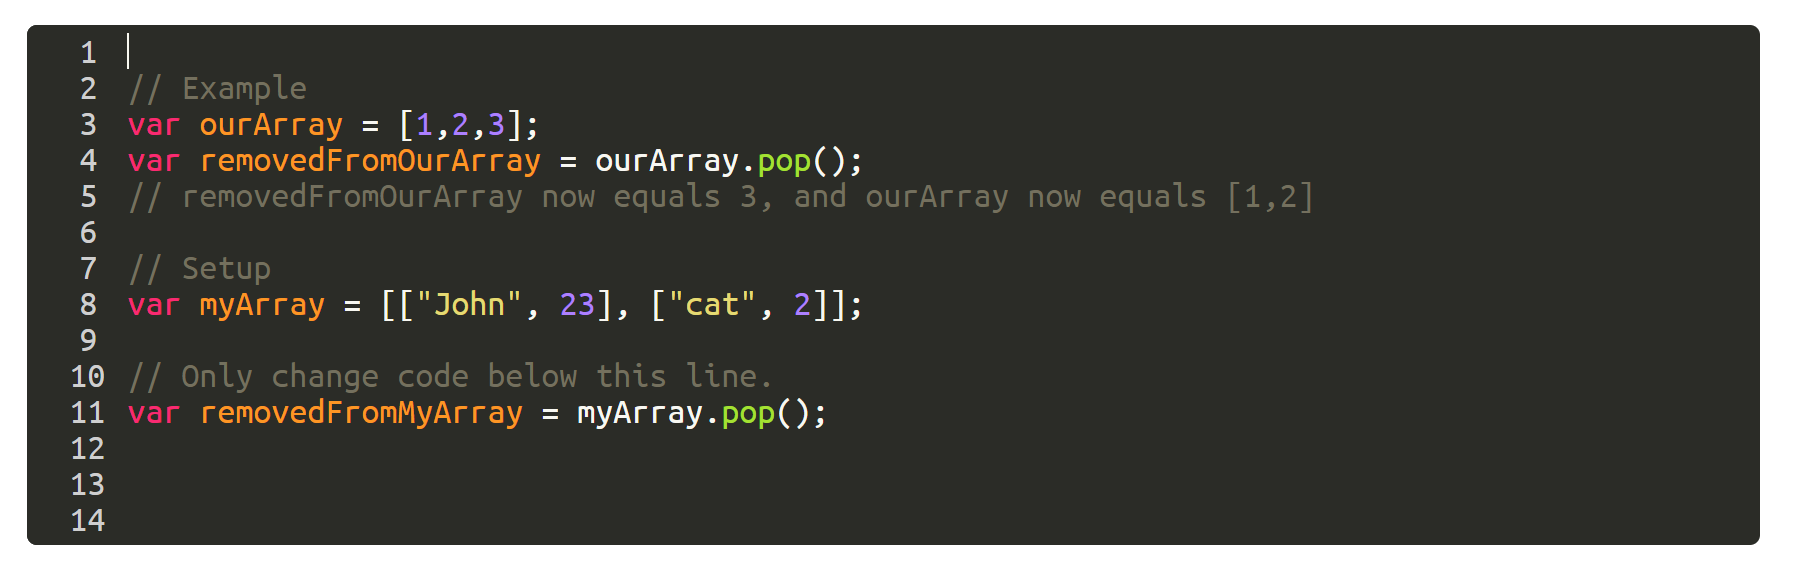 1
2 // Example
3 var ourArray = [1,2,3];
4 var removedFromOurArray = ourArray.pop();
5 // removedFromOurArray now equals 3, and ourArray now equals [1,2]
6
7 // Setup
8 var myArray = [["John", 23], ["cat", 2]];
9
10 // Only change code below this line.
11 var removedFromMyArray = myArray.pop();
12
13
14